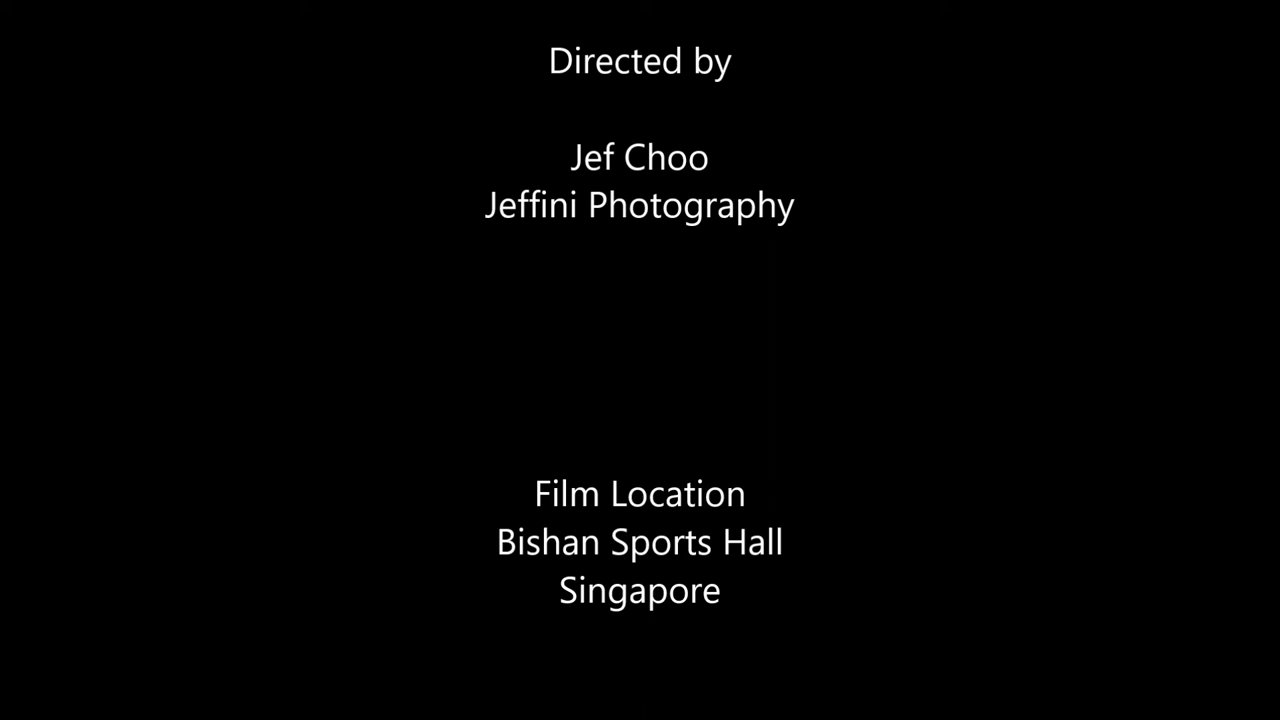 Directed by
Jef Choo
Jeffini Photography
Film Location
Bishan Sports Hall
Singapore